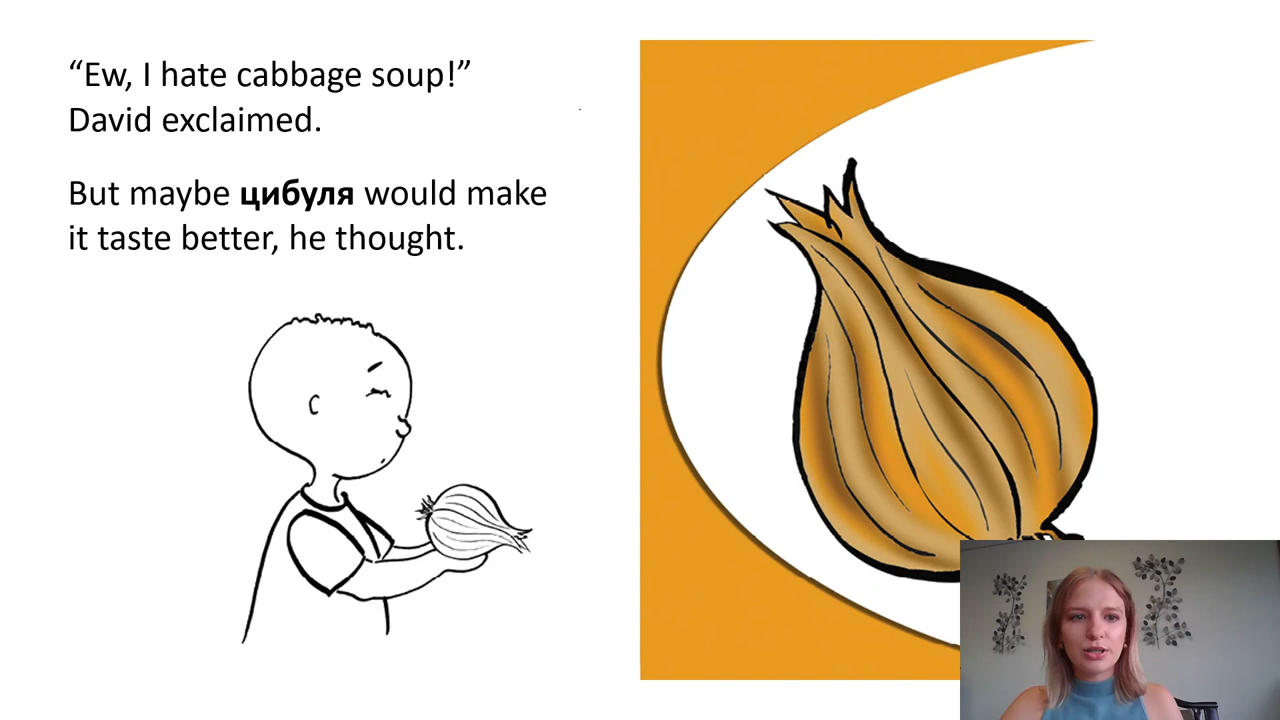 “Ew, I hate cabbage soup!”
David exclaimed.
But maybe цибуля would make
it taste better, he thought.